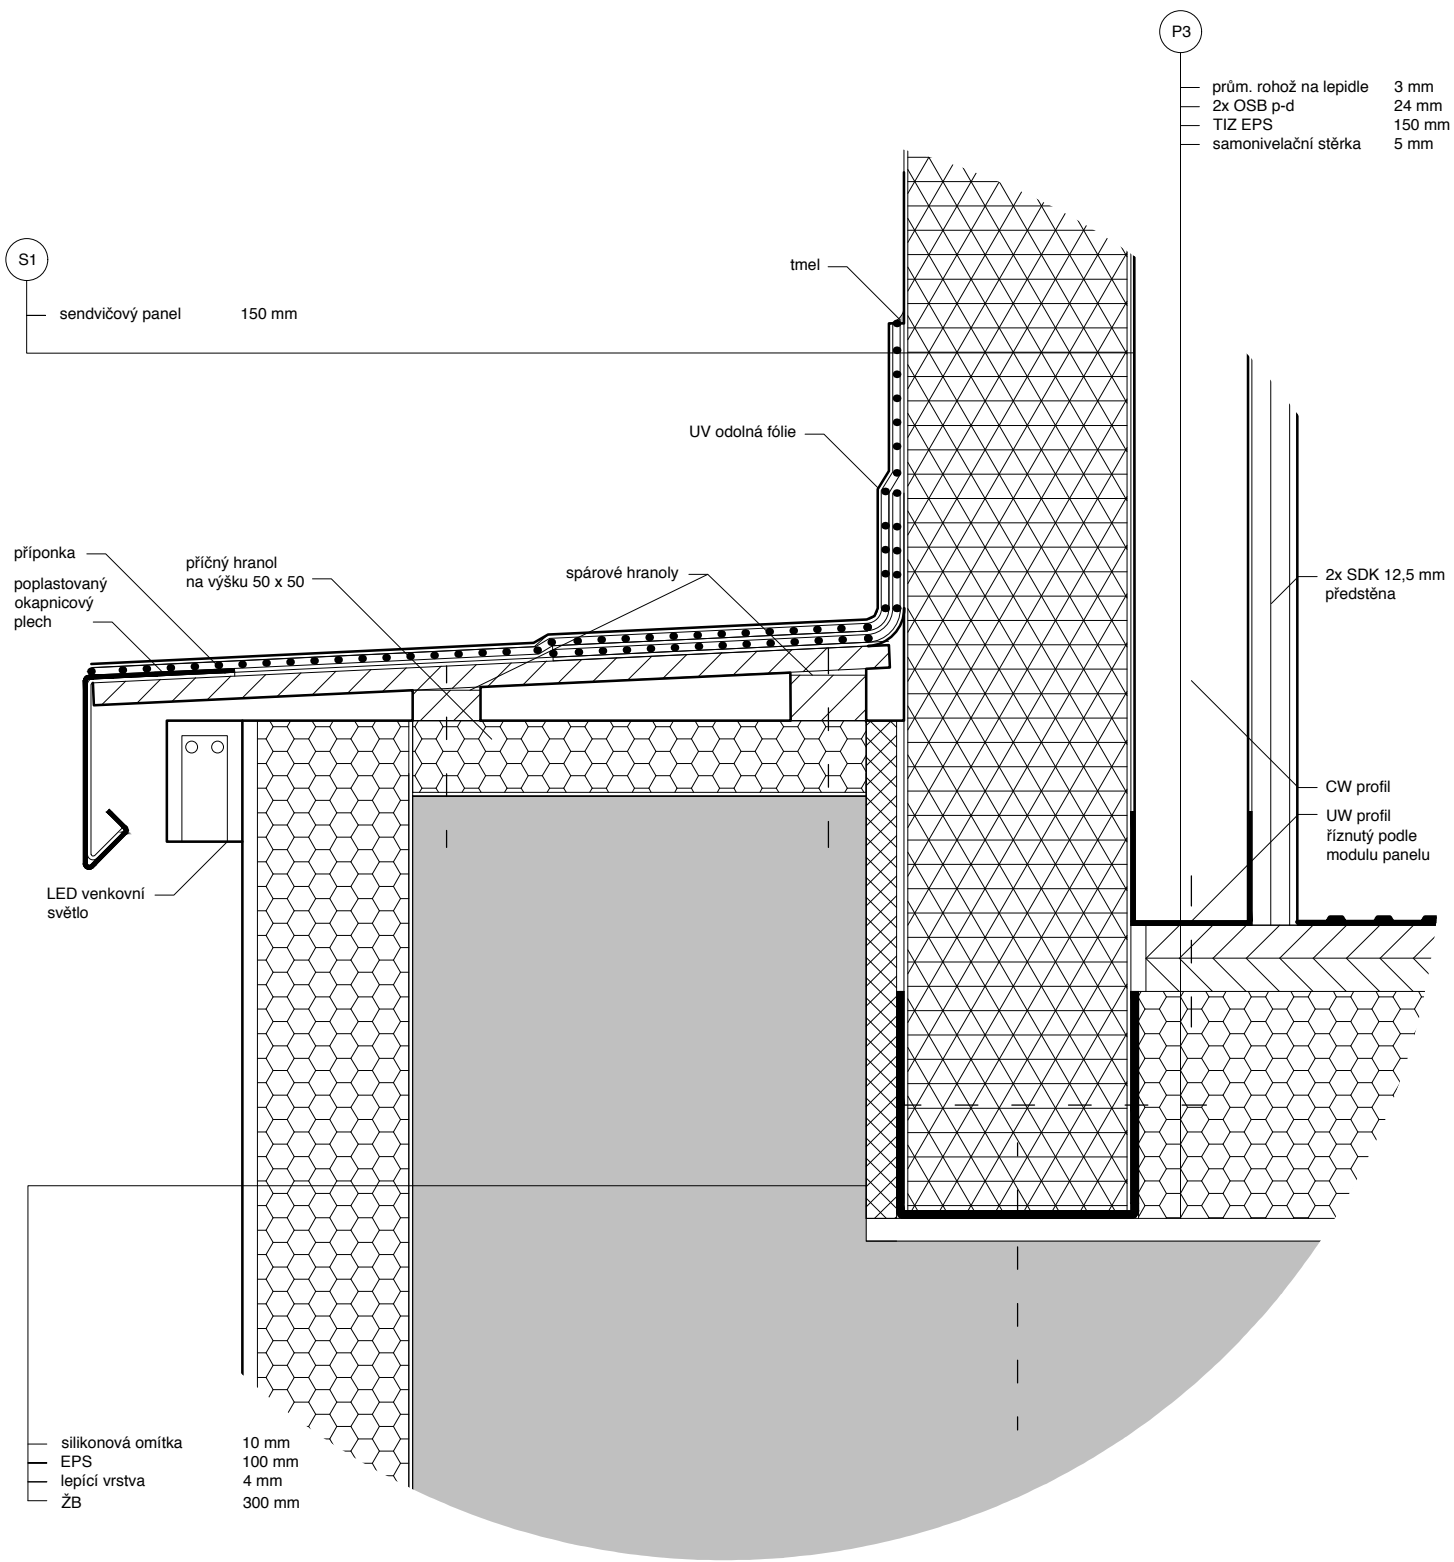 P3
prům. rohož na lepidle 3 mm
2x OSB p-d 24 mm
TIZ EPS 150 mm
samonivelační stěrka 5 mm
S1
sendvičový panel 150 mm
tmel
UV odolná fólie
příponka
poplastovaný
okapnicový
plech
příčný hranol
na výšku 50 x 50
spárové hranoly
2x SDK 12,5 mm
předstěna
CW profil
UW profil
říznutý podle
modulu panelu
LED venkovní
světlo
silikonová omítka 10 mm
EPS 100 mm
lepící vrstva 4 mm
ŽB 300 mm